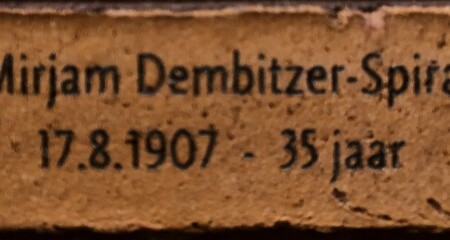 Mirjam Dembitzer-Spira
17.8.1907 - 35 jaar